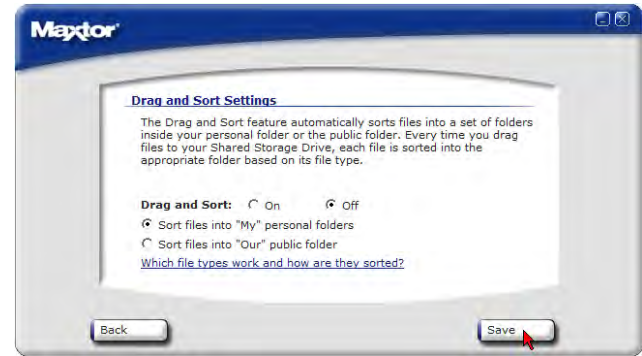 Maxtor
Drag and Sort Settings
The Drag and Sort feature automatically sorts files into a set of folders
inside your personal folder or the public folder. Every time you drag
files to your Shared Storage Drive, each file is sorted into the
appropriate folder based on its file type.
Drag and Sort: On Off
Sort files into "My" personal folders
Sort files into "Our" public folder
Which file types work and how are they sorted?
Back Save